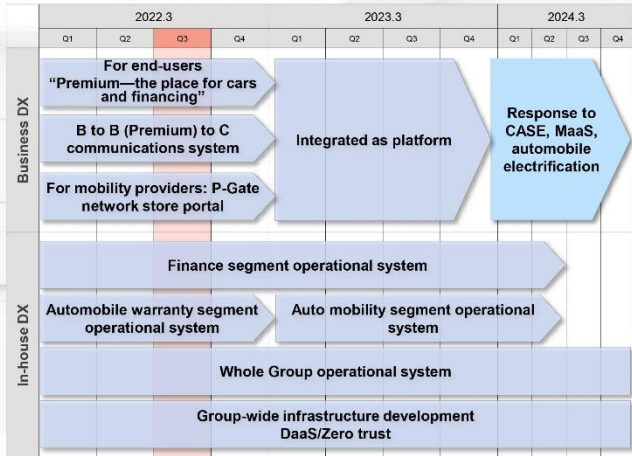 2022.3
2023.3
2024.3
Q1
Q2
Q3
Q4
Q1
Q2
Q3
Q4
Q1
Q2
Q3
Q4
Business DX
For end-users
“Premium—the place for cars
and financing”
B to B (Premium) to C
communications system
For mobility providers: P-Gate
network store portal
Integrated as platform
Response to
CASE, MaaS,
automobile
electrification
In-house DX
Finance segment operational system
Automobile warranty segment
operational system
Auto mobility segment operational
system
Whole Group operational system
Group-wide infrastructure development
DaaS/Zero trust